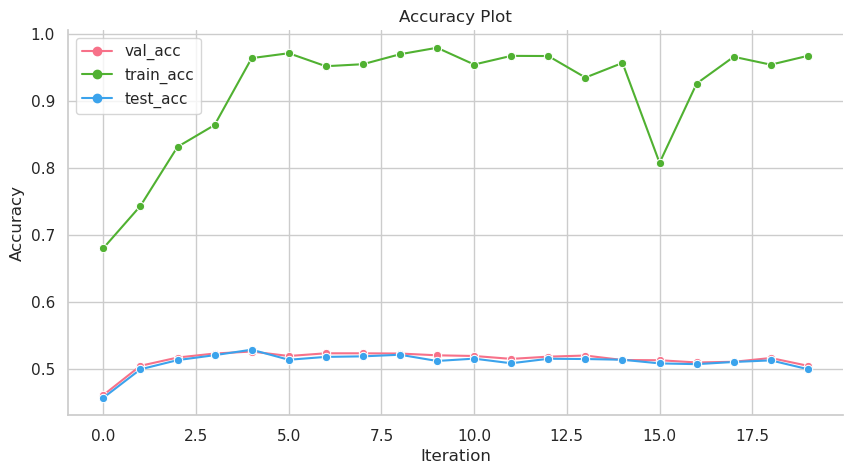 Accuracy Plot
val_acc
train_acc
test_acc
Accuracy
1.0
0.9
0.8
0.7
0.6
0.5
0.0 2.5 5.0 7.5 10.0 12.5 15.0 17.5
Iteration